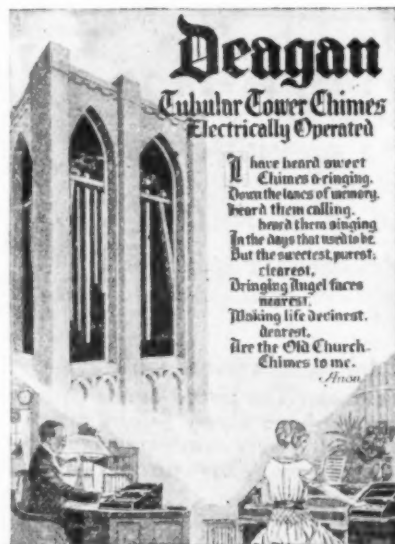 Deagan
Tubular Tower Chimes
Electrically Operated
I have heard sweet
Chimes a-ringing,
Down the lanes of memory,
Heard them calling,
heard them singing
In the days that used to be.
But the sweetest, purest,
clearest,
Bringing Angel faces
nearest,
Making life divinest,
dearest,
Are the Old Church
Chimes to me.
Anon